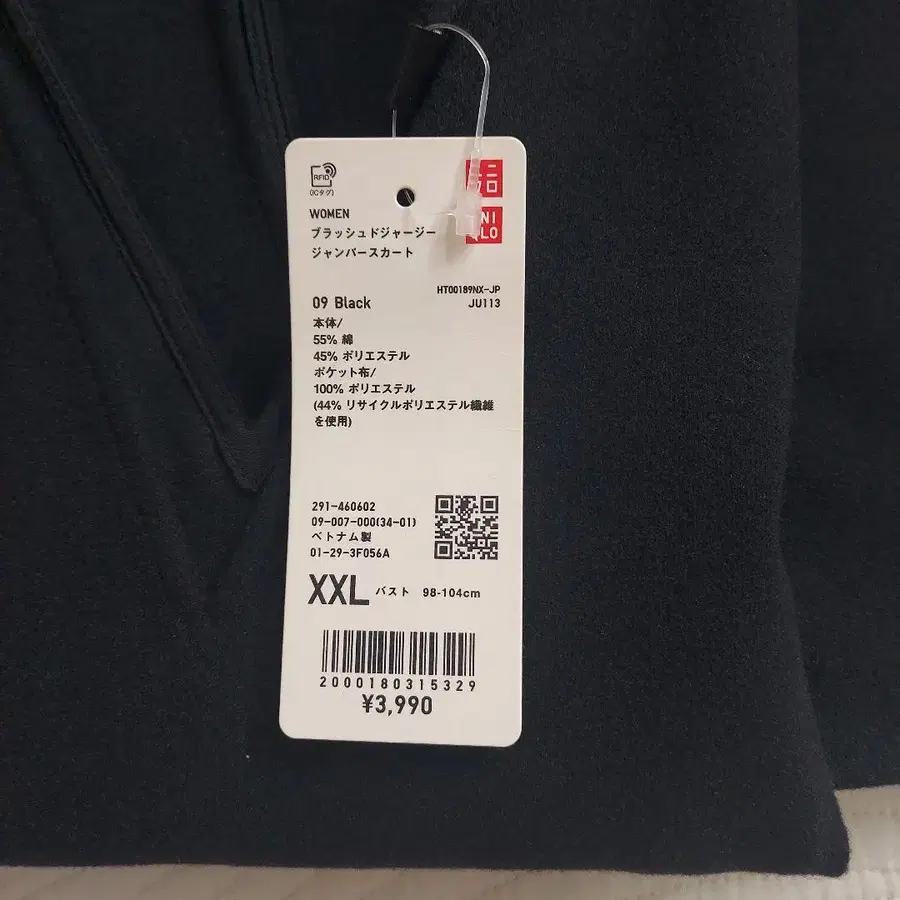 RFID
(ICタグ)
ユニ
クロ
UNI
QLO
WOMEN
ブラッシュドジャージー
ジャンパースカート
HT00189NX-JP
09 Black
JU113
本体/
55% 綿
45% ポリエステル
ポケット布/
100% ポリエステル
(44% リサイクルポリエステル繊維
を使用)
291-460602
09-007-000(34-01)
ベトナム製
01-29-3F056A
XXL バスト 98-104cm
2000180315329
¥3,990